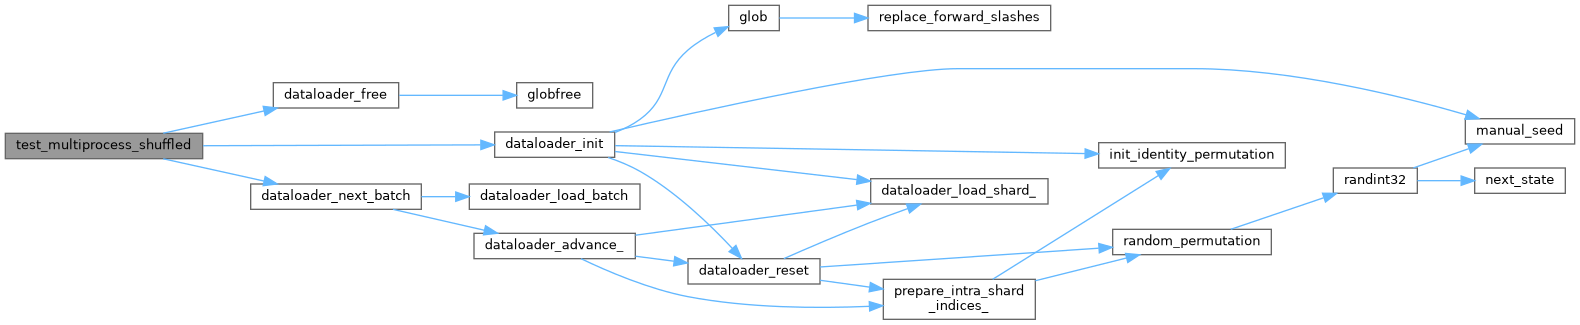 test_multiprocess_shuffled
dataloader_free
globfree
dataloader_init
glob
replace_forward_slashes
manual_seed
init_identity_permutation
dataloader_load_shard_
dataloader_next_batch
dataloader_load_batch
dataloader_advance_
dataloader_reset
prepare_intra_shard
_indices_
random_permutation
randint32
next_state